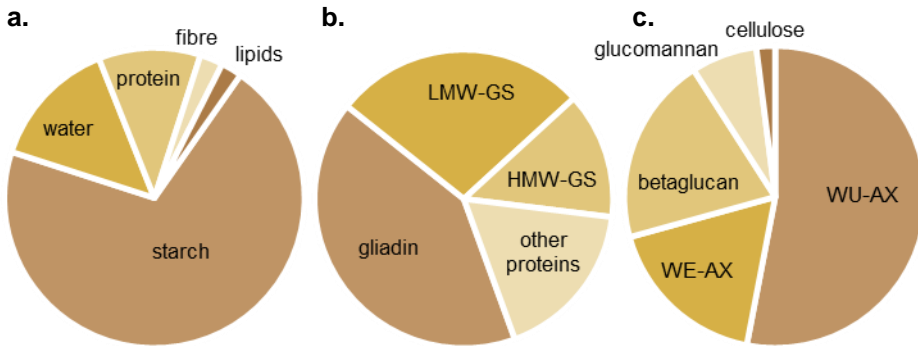 a.
fibre
lipids
protein
water
starch
b.
LMW-GS
HMW-GS
gliadin
other
proteins
c.
cellulose
glucomannan
betaglucan
WU-AX
WE-AX